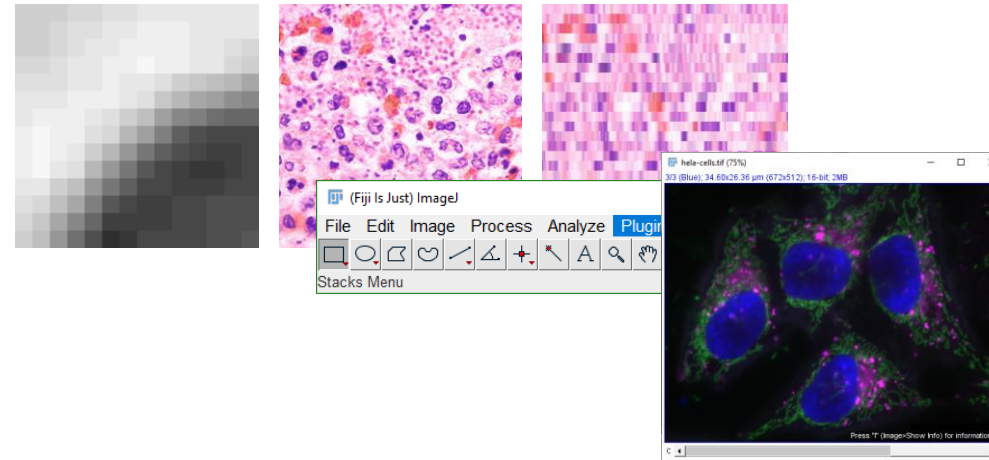 hela-cells.tif (75%)
3/3 (Blue); 34.60x26.36 µm (672x512); 16-bit; 2MB
(Fiji Is Just) ImageJ
File Edit Image Process Analyze Plugin
A
Stacks Menu
Press "I" (Image>Show Info) for information
c